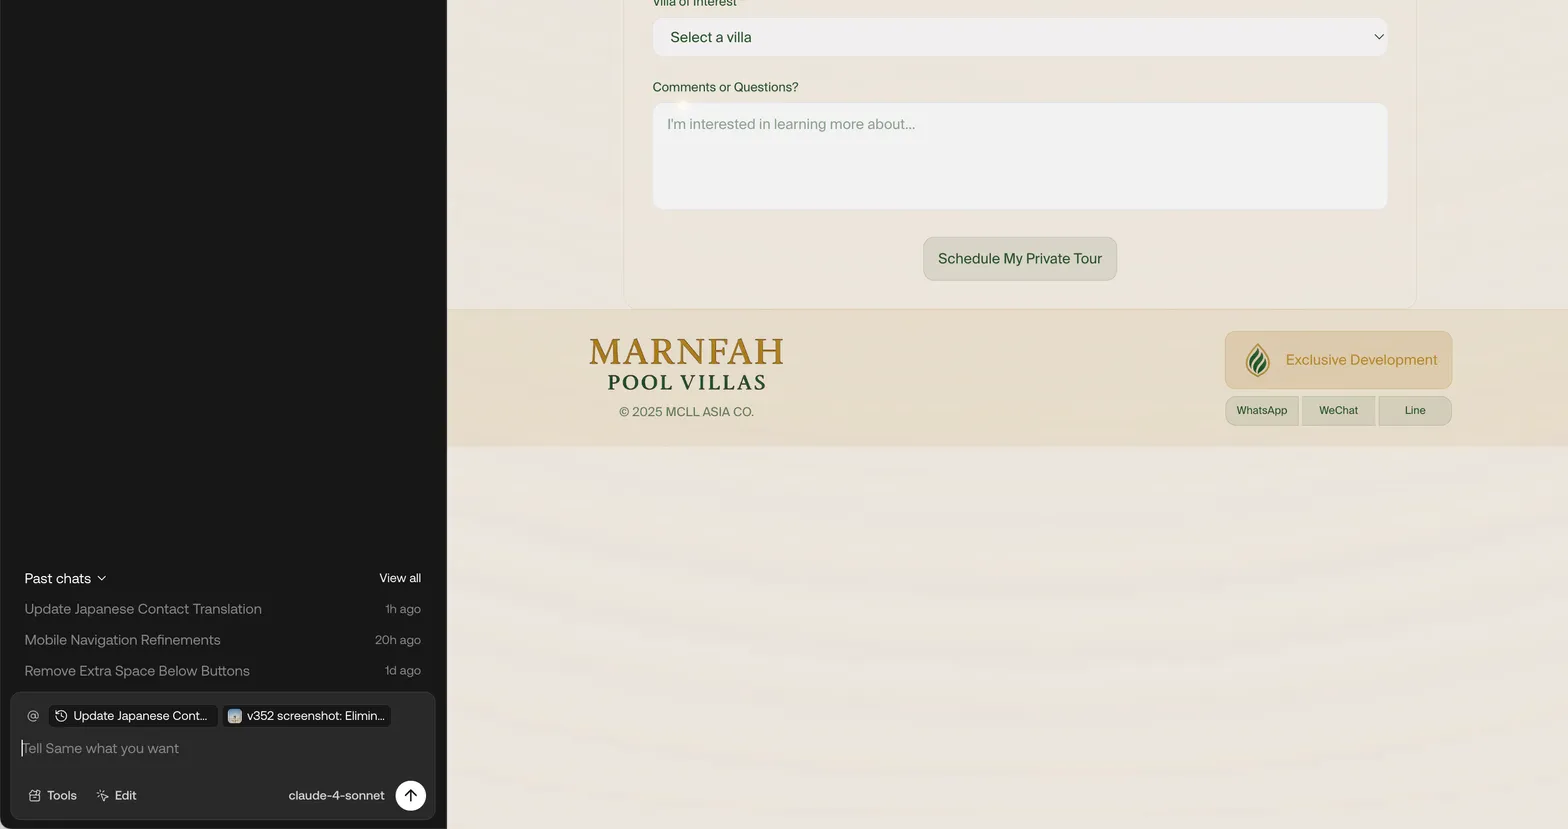 Villa of Interest
Select a villa
Comments or Questions?
I'm interested in learning more about...
Schedule My Private Tour
MARNFAH
POOL VILLAS
© 2025 MCLL ASIA CO.
Exclusive Development
WhatsApp
WeChat
Line
Past chats
View all
Update Japanese Contact Translation
1h ago
Mobile Navigation Refinements
20h ago
Remove Extra Space Below Buttons
1d ago
@
Update Japanese Cont...
v352 screenshot: Elimin...
Tell Same what you want
Tools
Edit
claude-4-sonnet